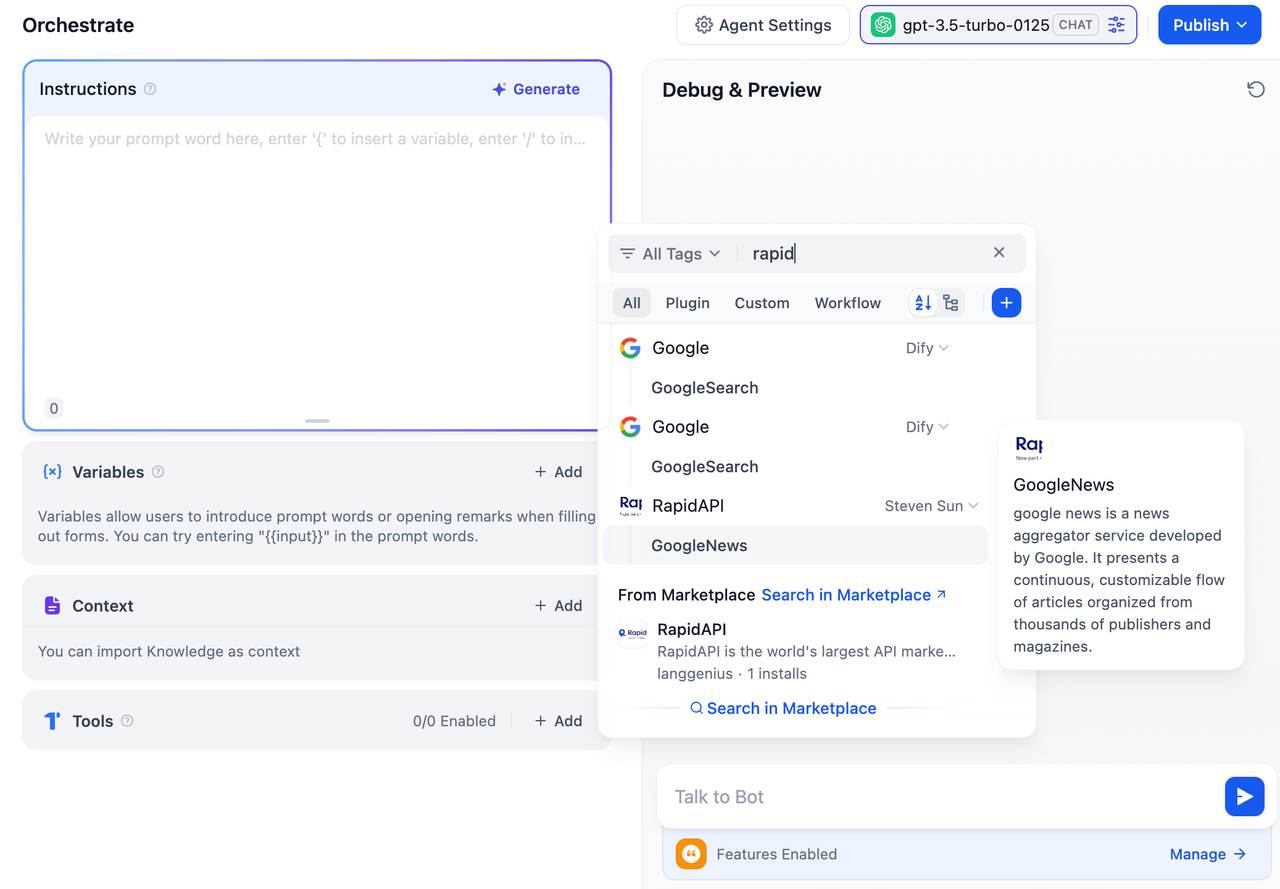 Orchestrate
Agent Settings
gpt-3.5-turbo-0125 CHAT
Publish
Instructions
Generate
Write your prompt word here, enter '{' to insert a variable, enter '/' to in...
0
Variables
+ Add
Variables allow users to introduce prompt words or opening remarks when filling
out forms. You can try entering "{{input}}" in the prompt words.
Context
+ Add
You can import Knowledge as context
Tools
0/0 Enabled
+ Add
Debug & Preview
All Tags
rapid
All Plugin Custom Workflow
Google Dify
GoogleSearch
Google Dify
GoogleSearch
Rap
RapidAPI Steven Sun
GoogleNews
From Marketplace Search in Marketplace
Rapid
RapidAPI
RapidAPI is the world's largest API marke...
langgenius · 1 installs
Search in Marketplace
Rap
Now part
GoogleNews
google news is a news
aggregator service developed
by Google. It presents a
continuous, customizable flow
of articles organized from
thousands of publishers and
magazines.
Talk to Bot
Features Enabled
Manage